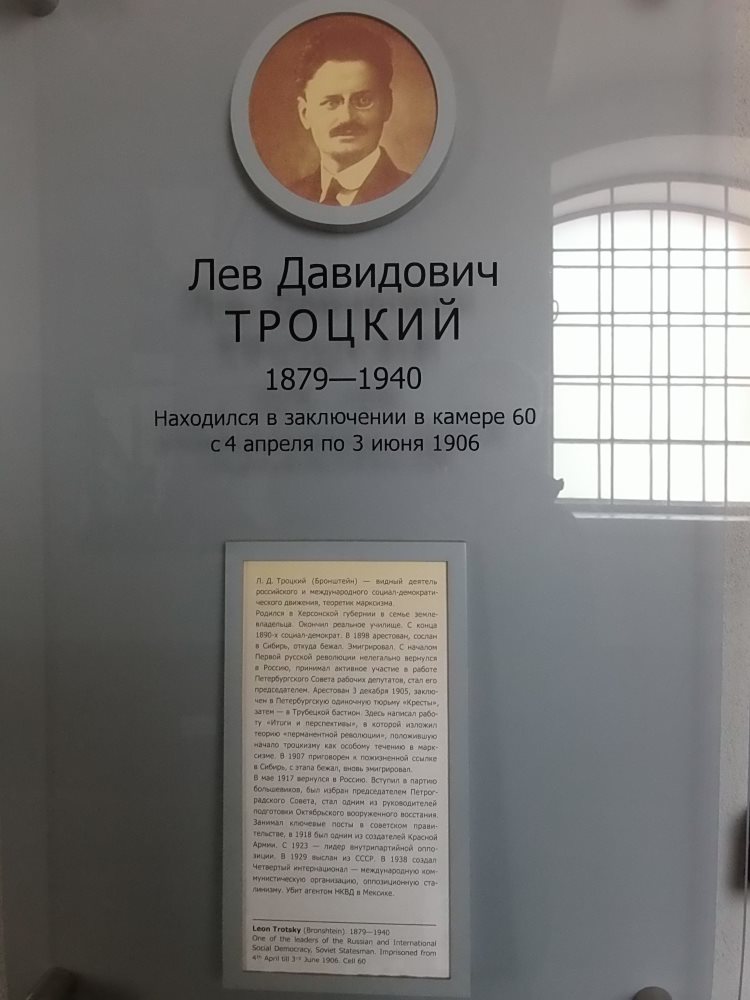 Лев Давидович
ТРОЦКИЙ
1879—1940
Находился в заключении в камере 60
с 4 апреля по 3 июня 1906
Л. Д. Троцкий (Бронштейн) — видный деятель
российского и международного социал-демократи-
ческого движения, теоретик марксизма.
Родился в Херсонской губернии в семье земле-
владельца. Окончил реальное училище. С конца
1890-х социал-демократ. В 1898 арестован, сослан
в Сибирь, откуда бежал. Эмигрировал. С началом
Первой русской революции нелегально вернулся
в Россию, принимал активное участие в работе
Петербургского Совета рабочих депутатов, стал его
председателем. Арестован 3 декабря 1905, заклю-
чен в Петербургскую одиночную тюрьму «Кресты»,
затем — в Трубецкой бастион. Здесь написал рабо-
ту «Итоги и перспективы», в которой изложил
теорию «перманентной революции», положившую
начало троцкизму как особому течению в марк-
сизме. В 1907 приговорен к пожизненной ссылке
в Сибирь, с этапа бежал, вновь эмигрировал.
В мае 1917 вернулся в Россию. Вступил в партию
большевиков, был избран председателем Петрог-
радского Совета, стал одним из руководителей
подготовки Октябрьского вооруженного восстания.
Занимал ключевые посты в советском прави-
тельстве, в 1918 был одним из создателей Красной
Армии. С 1923 — лидер внутрипартийной оппо-
зиции. В 1929 выслан из СССР. В 1938 создал
Четвертый интернационал — международную ком-
мунистическую организацию, оппозиционную ста-
линизму. Убит агентом НКВД в Мексике.
Leon Trotsky (Bronshtein). 1879—1940
One of the leaders of the Russian and International
Social Democracy, Soviet Statesman. Imprisoned from
4th April till 3rd June 1906. Cell 60